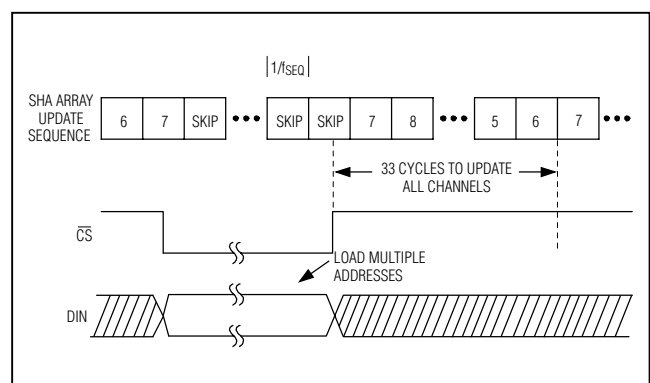 |1/fSEQ|
SHA ARRAY
UPDATE
SEQUENCE
6 7 SKIP ••• SKIP SKIP 7 8 ••• 5 6 7 •••
33 CYCLES TO UPDATE
ALL CHANNELS
CS
LOAD MULTIPLE
ADDRESSES
DIN